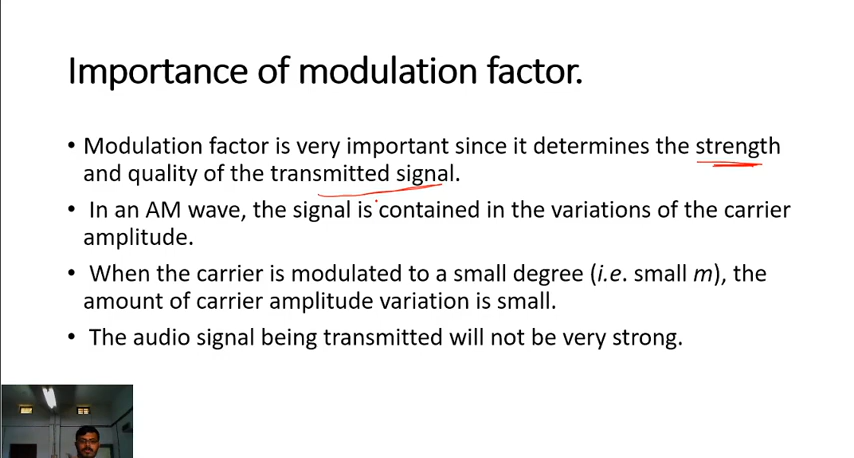 Importance of modulation factor.
• Modulation factor is very important since it determines the strength
and quality of the transmitted signal.
• In an AM wave, the signal is contained in the variations of the carrier
amplitude.
• When the carrier is modulated to a small degree (i.e. small m), the
amount of carrier amplitude variation is small.
• The audio signal being transmitted will not be very strong.